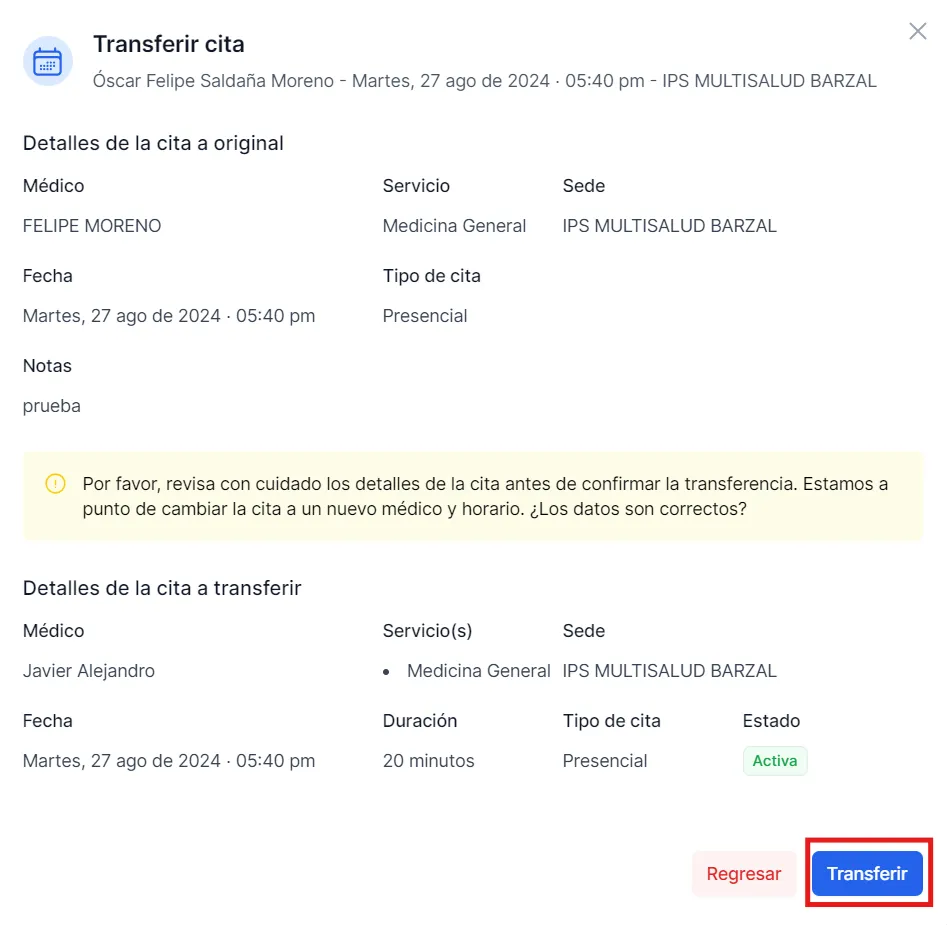 Transferir cita
Óscar Felipe Saldaña Moreno - Martes, 27 ago de 2024 · 05:40 pm - IPS MULTISALUD BARZAL
Detalles de la cita a original
Médico Servicio Sede
FELIPE MORENO Medicina General IPS MULTISALUD BARZAL
Fecha Tipo de cita
Martes, 27 ago de 2024 · 05:40 pm Presencial
Notas
prueba
Por favor, revisa con cuidado los detalles de la cita antes de confirmar la transferencia. Estamos a
punto de cambiar la cita a un nuevo médico y horario. ¿Los datos son correctos?
Detalles de la cita a transferir
Médico Servicio(s) Sede
Javier Alejandro • Medicina General IPS MULTISALUD BARZAL
Fecha Duración Tipo de cita Estado
Martes, 27 ago de 2024 · 05:40 pm 20 minutos Presencial Activa
Regresar Transferir